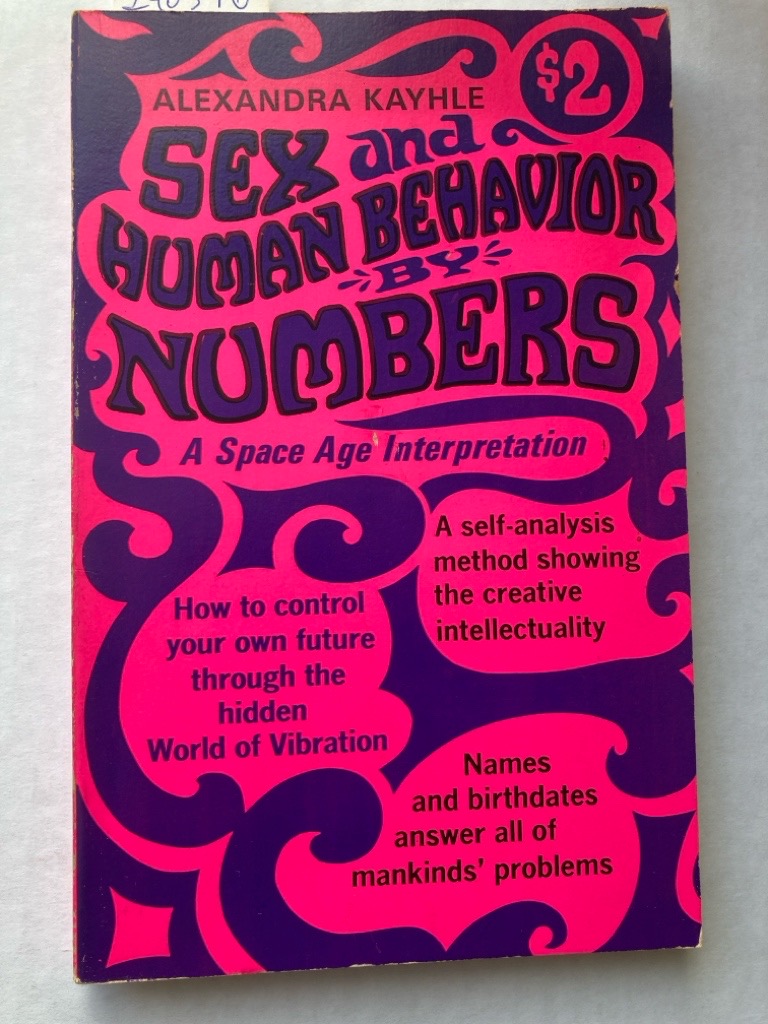 ALEXANDRA KAYHLE
$2
SEX and
HUMAN BEHAVIOR
BY
NUMBERS
A Space Age Interpretation
A self-analysis
method showing
the creative
intellectuality
How to control
your own future
through the
hidden
World of Vibration
Names
and birthdates
answer all of
mankinds' problems